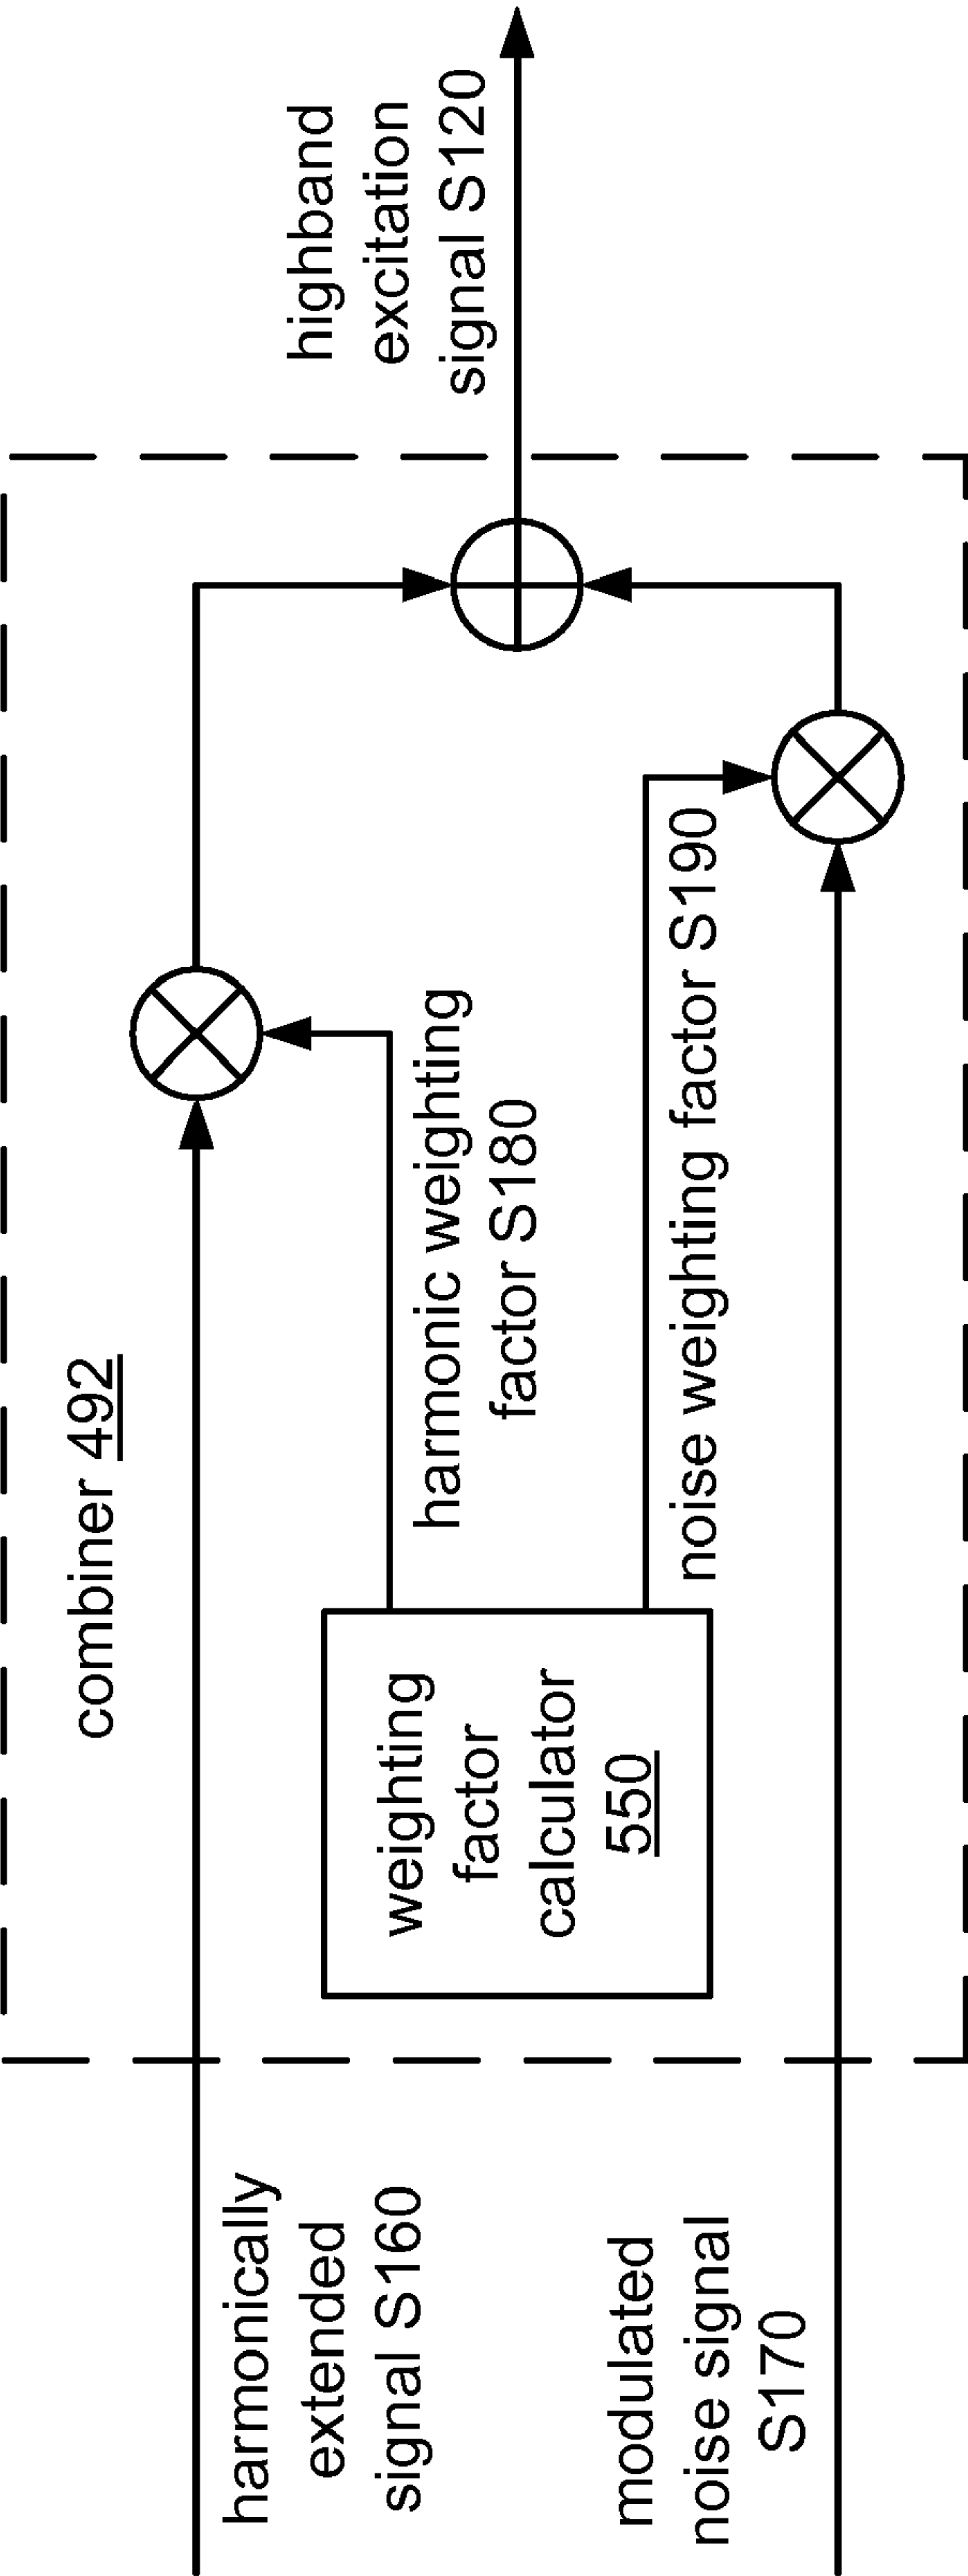 combiner 492
harmonically
extended
signal S160
modulated
noise signal
S170
weighting
factor
calculator
550
harmonic weighting
factor S180
noise weighting factor S190
highband
excitation
signal S120